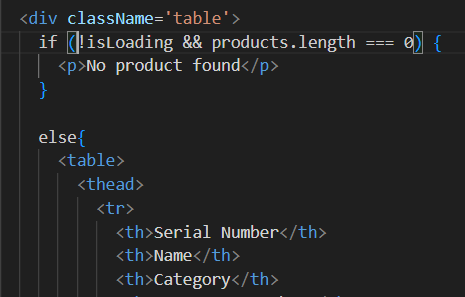 <div className='table'>
if (!isLoading && products.length === 0) {
<p>No product found</p>
}
else{
<table>
<thead>
<tr>
<th>Serial Number</th>
<th>Name</th>
<th>Category</th>